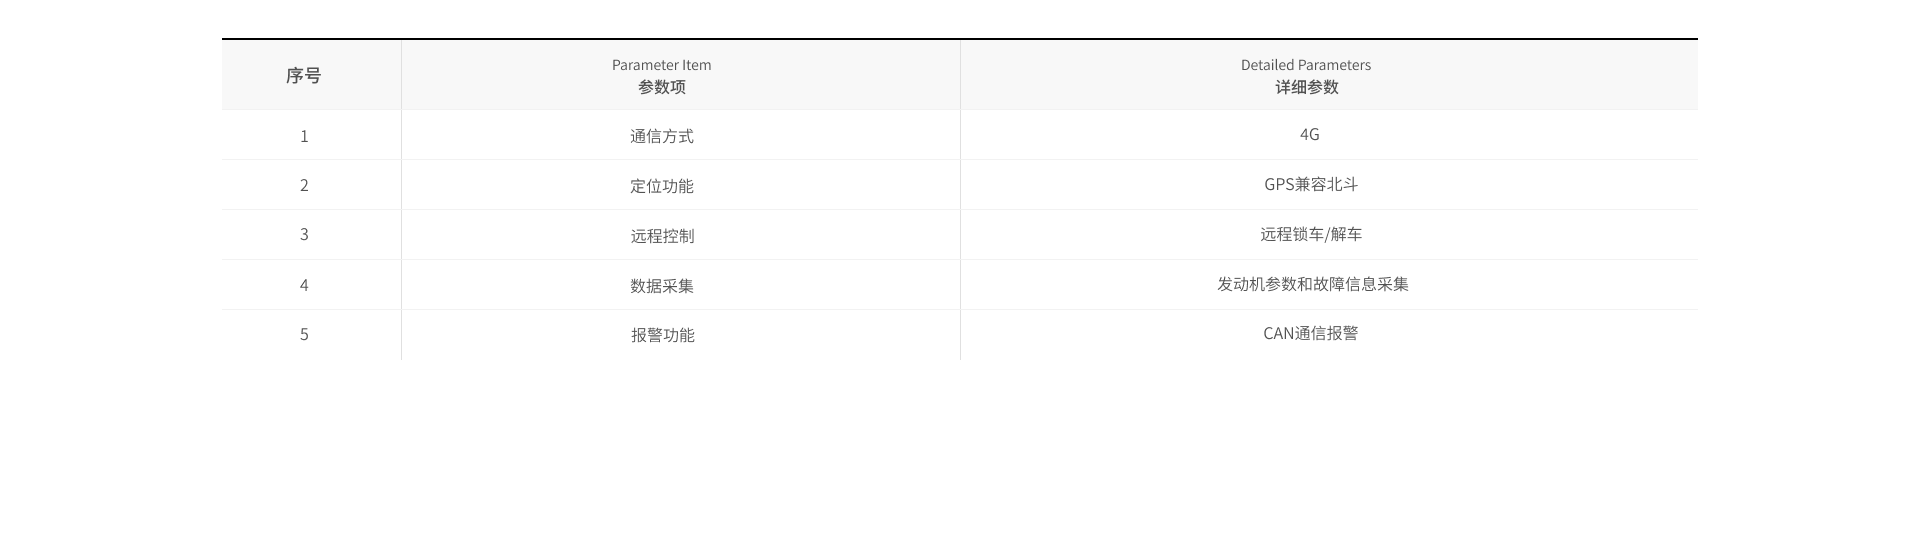 序号
Parameter Item
参数项
Detailed Parameters
详细参数
1 通信方式 4G
2 定位功能 GPS兼容北斗
3 远程控制 远程锁车/解车
4 数据采集 发动机参数和故障信息采集
5 报警功能 CAN通信报警